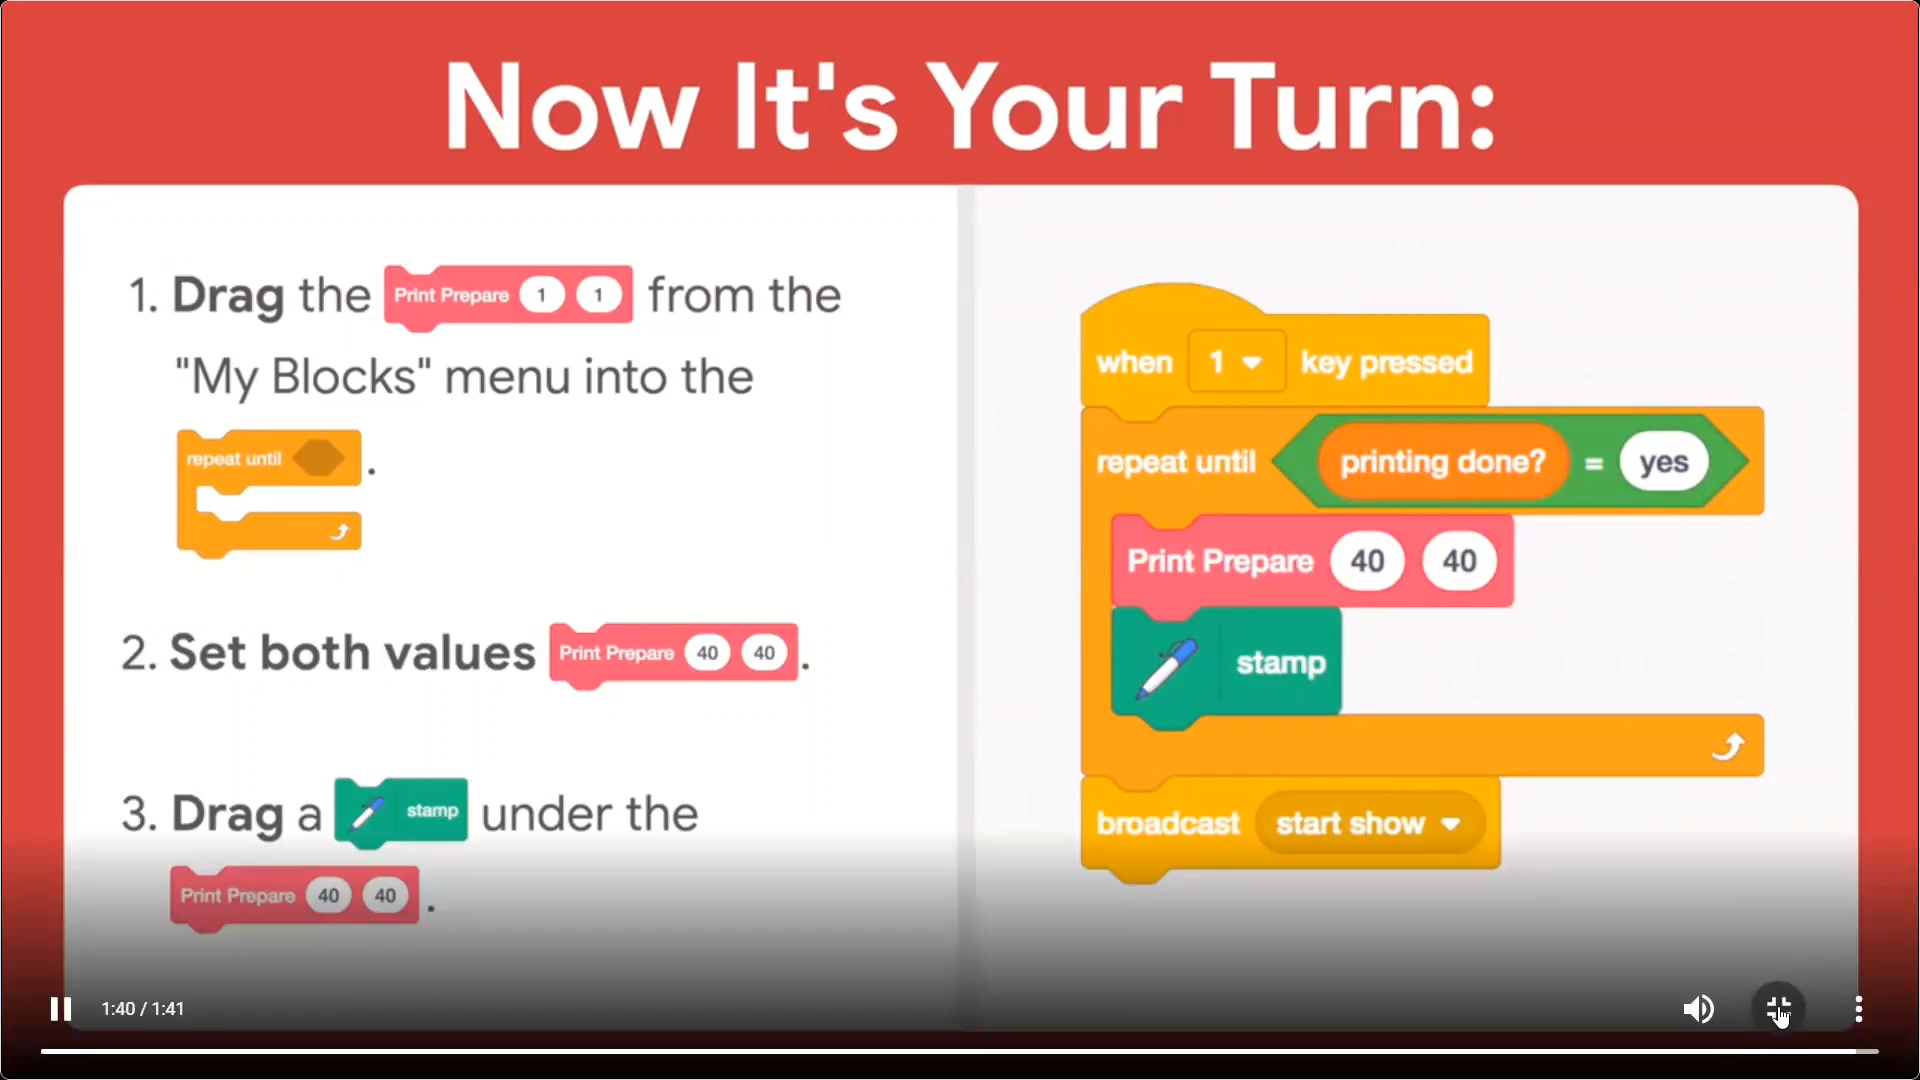 Now It's Your Turn:
1. Drag the Print Prepare 1 1 from the
"My Blocks" menu into the
repeat until .
2. Set both values Print Prepare 40 40 .
3. Drag a stamp under the
Print Prepare 40 40 .
when 1 key pressed
repeat until printing done? = yes
Print Prepare 40 40
stamp
broadcast start show
1:40 / 1:41